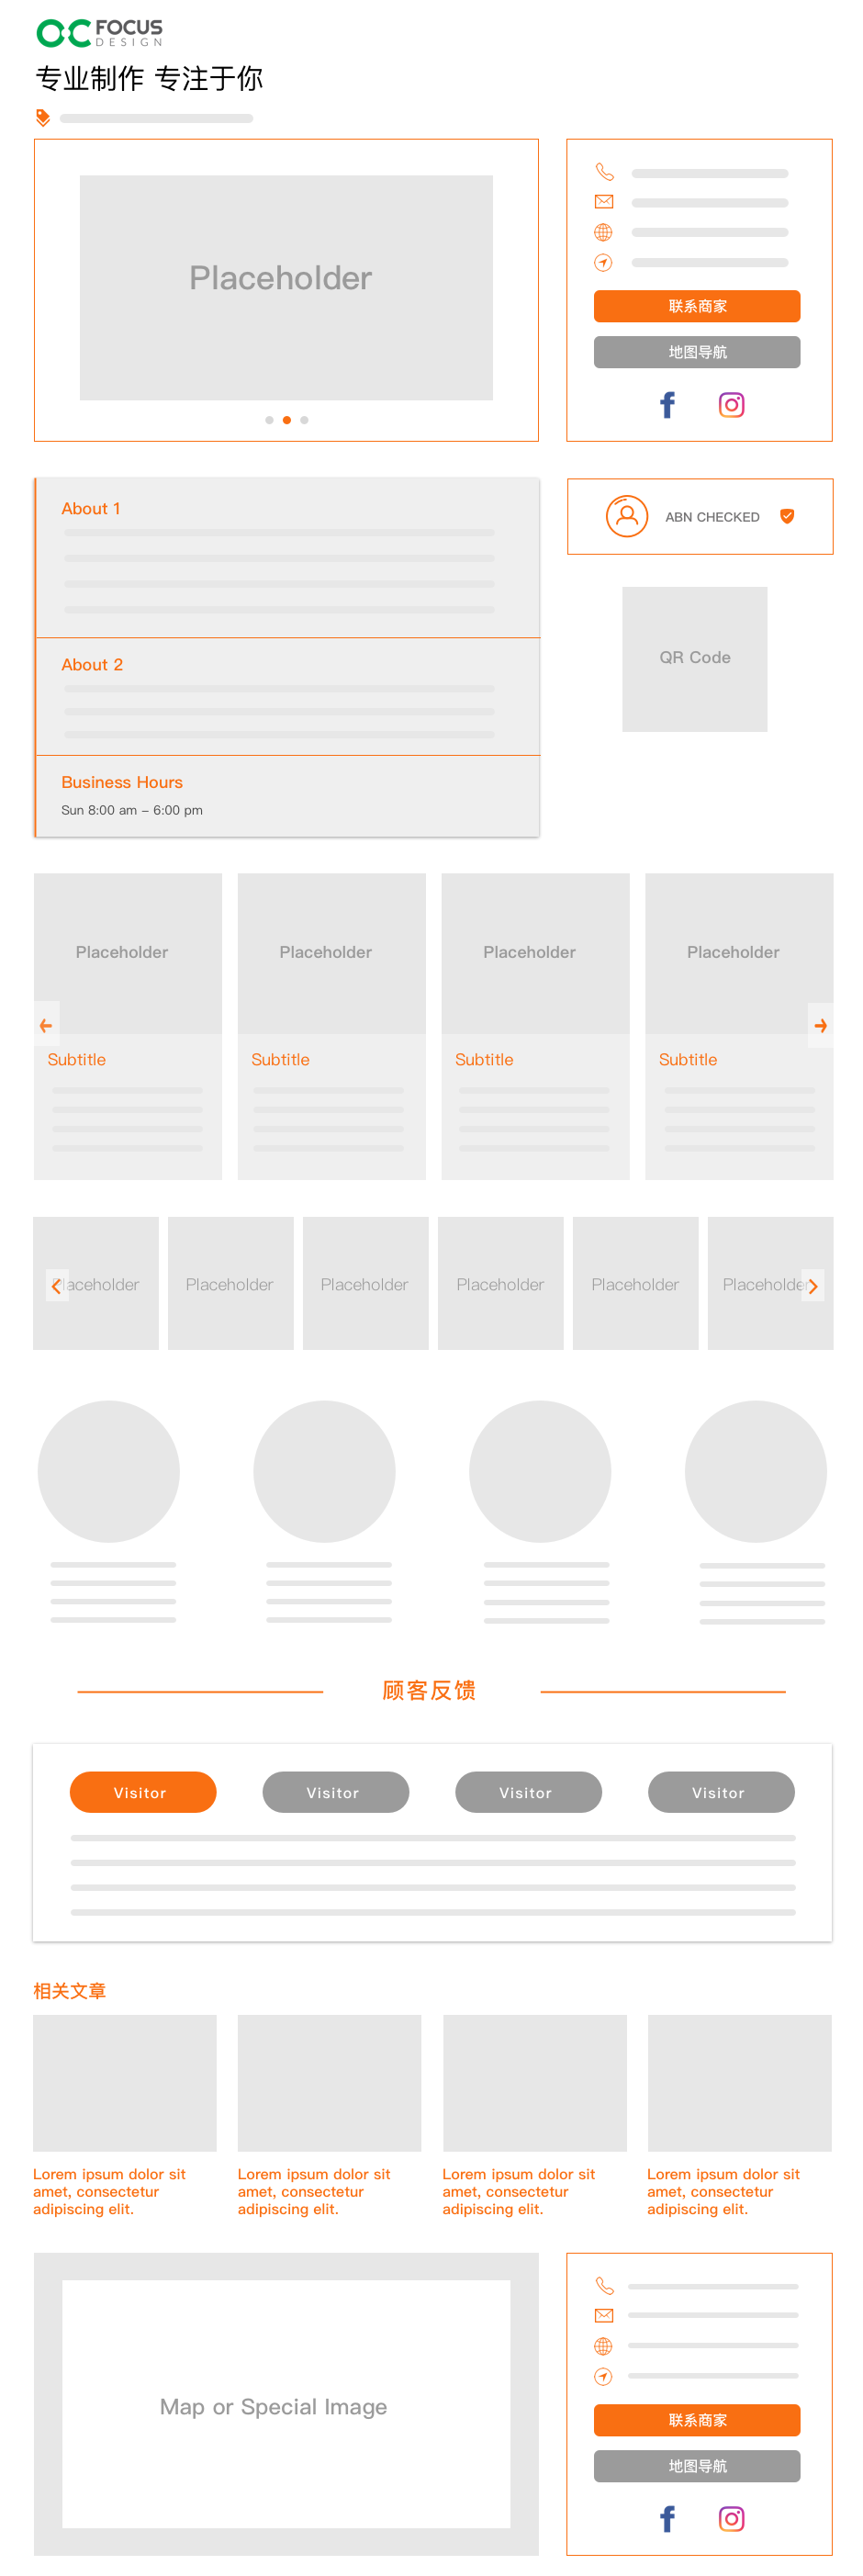 OC FOCUS
DESIGN
专业制作 专注于你
Placeholder
联系商家
地图导航
About 1
ABN CHECKED
About 2
QR Code
Business Hours
Sun 8:00 am – 6:00 pm
Placeholder
Placeholder
Placeholder
Placeholder
Subtitle
Subtitle
Subtitle
Subtitle
Placeholder
Placeholder
Placeholder
Placeholder
Placeholder
Placeholder
顾客反馈
Visitor
Visitor
Visitor
Visitor
相关文章
Lorem ipsum dolor sit
amet, consectetur
adipiscing elit.
Lorem ipsum dolor sit
amet, consectetur
adipiscing elit.
Lorem ipsum dolor sit
amet, consectetur
adipiscing elit.
Lorem ipsum dolor sit
amet, consectetur
adipiscing elit.
Map or Special Image
联系商家
地图导航